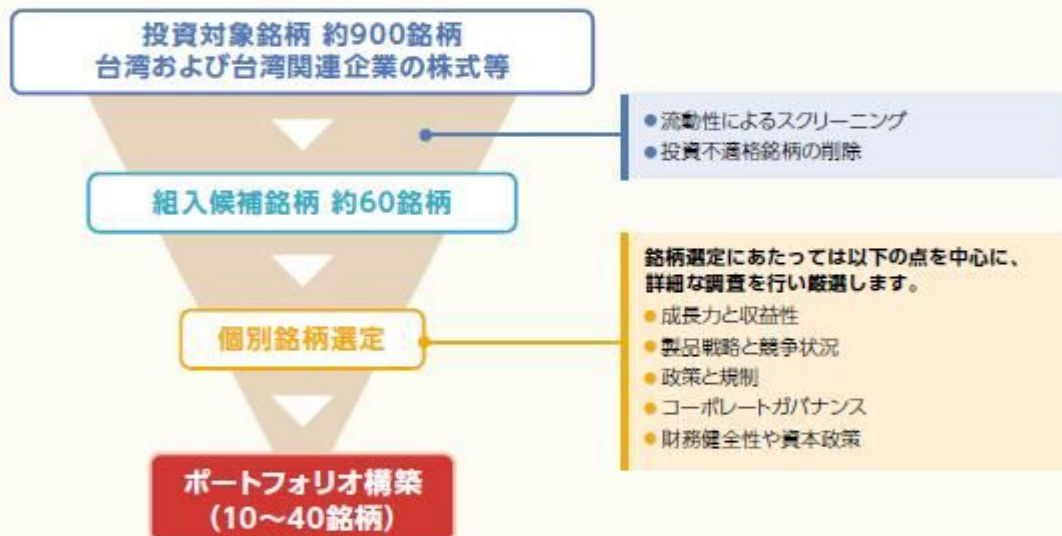 投資対象銘柄 約900銘柄
台湾および台湾関連企業の株式等
●流動性によるスクリーニング
●投資不適格銘柄の削除
組入候補銘柄 約60銘柄
銘柄選定にあたっては以下の点を中心に、
詳細な調査を行い厳選します。
●成長力と収益性
●製品戦略と競争状況
●政策と規制
●コーポレートガバナンス
●財務健全性や資本政策
個別銘柄選定
ポートフォリオ構築
(10～40銘柄)